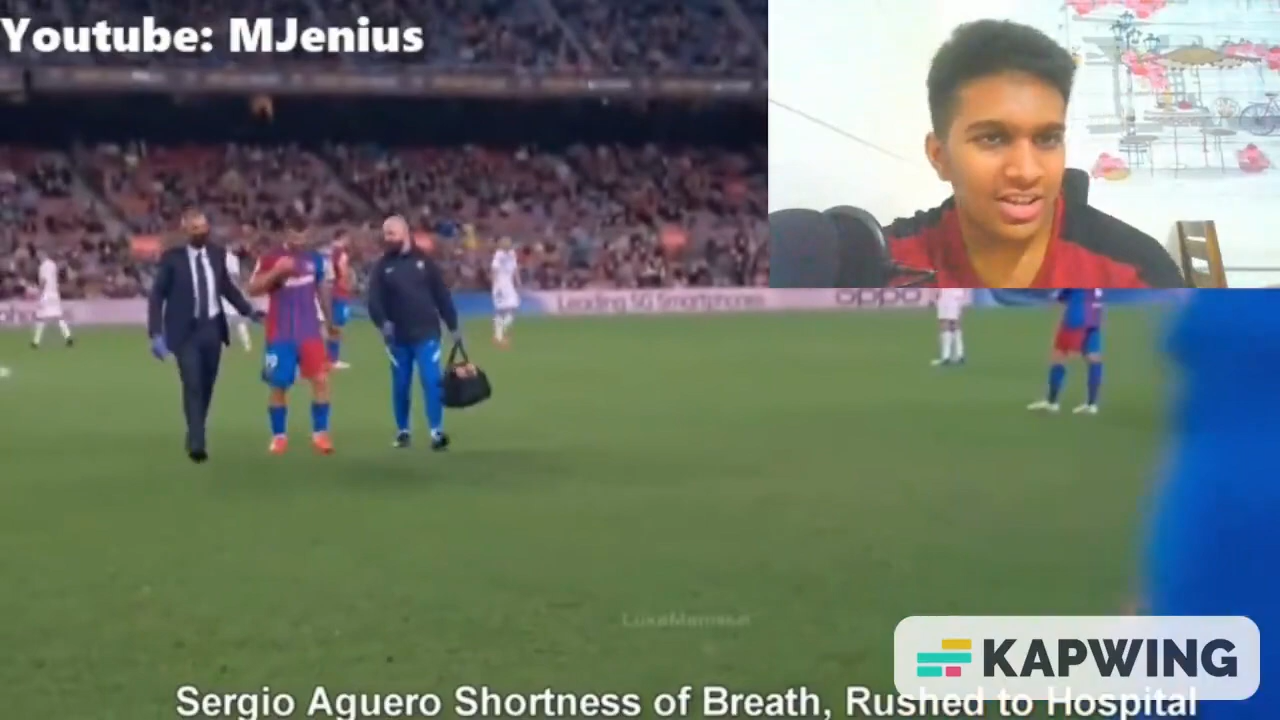 Youtube: MJenius
Leading 5G Smartphones
oppo
KAPWING
Sergio Aguero Shortness of Breath, Rushed to Hospital